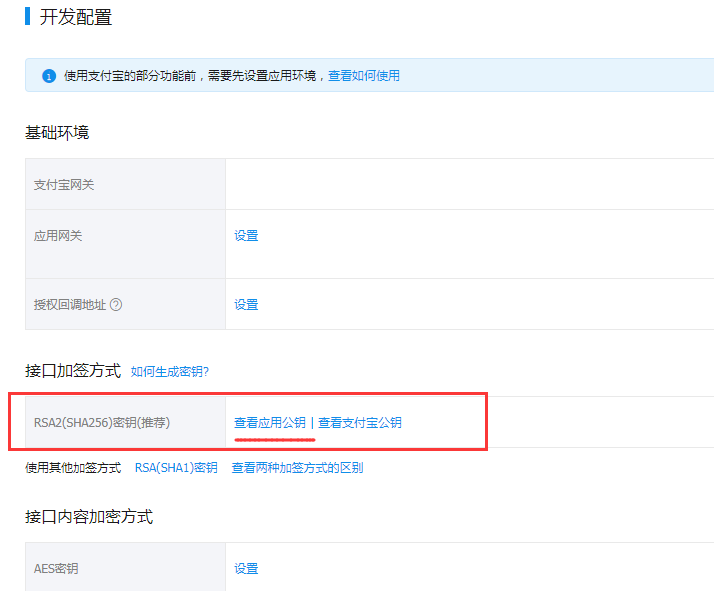 开发配置
1 使用支付宝的部分功能前，需要先设置应用环境，查看如何使用
基础环境
支付宝网关
应用网关 设置
授权回调地址 ? 设置
接口加签方式 如何生成密钥?
RSA2(SHA256)密钥(推荐) 查看应用公钥 | 查看支付宝公钥
使用其他加签方式 RSA(SHA1)密钥 查看两种加签方式的区别
接口内容加密方式
AES密钥 设置